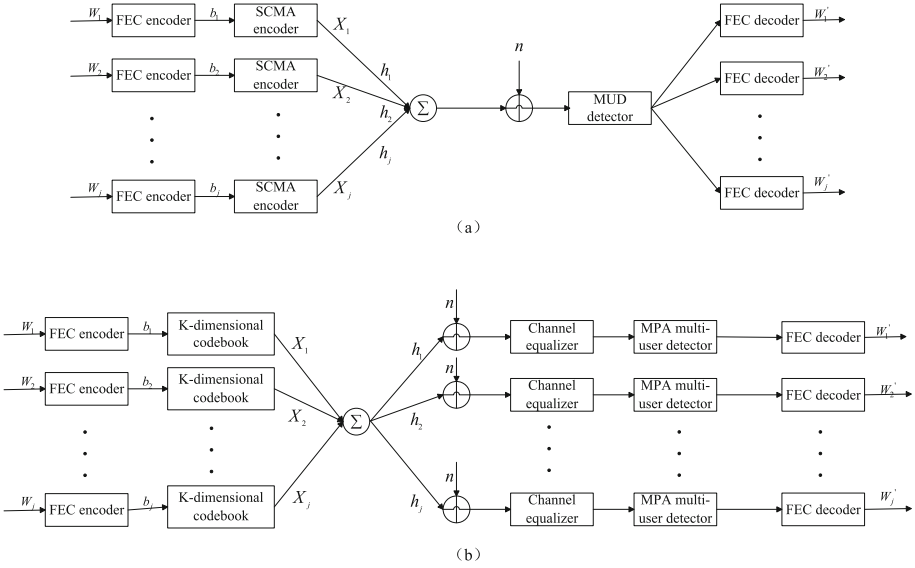 W₁ FEC encoder b₁ SCMA encoder X₁ FEC decoder W₁'
h₁ n
W₂ FEC encoder b₂ SCMA encoder X₂ FEC decoder W₂'
h₂ Σ MUD detector
hⱼ
Wⱼ FEC encoder bⱼ SCMA encoder Xⱼ FEC decoder Wⱼ'
(a)
n
W₁ FEC encoder b₁ K-dimensional codebook X₁ h₁ Channel equalizer MPA multi-user detector FEC decoder W₁'
n
W₂ FEC encoder b₂ K-dimensional codebook X₂ Σ h₂ Channel equalizer MPA multi-user detector FEC decoder W₂'
n
Wⱼ FEC encoder bⱼ K-dimensional codebook Xⱼ hⱼ Channel equalizer MPA multi-user detector FEC decoder Wⱼ'
(b)